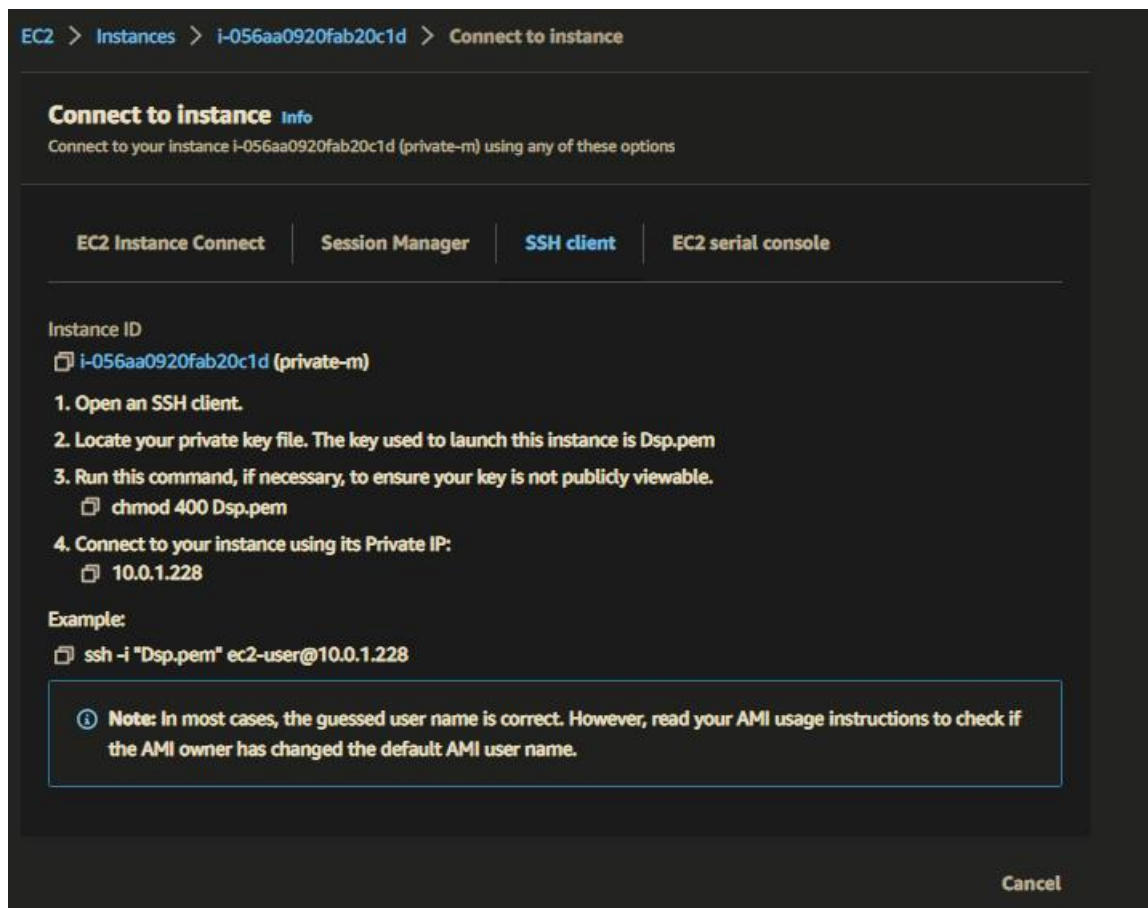 EC2 > Instances > i-056aa0920fab20c1d > Connect to instance
Connect to instance Info
Connect to your instance i-056aa0920fab20c1d (private-m) using any of these options
EC2 Instance Connect Session Manager SSH client EC2 serial console
Instance ID
i-056aa0920fab20c1d (private-m)
1. Open an SSH client.
2. Locate your private key file. The key used to launch this instance is Dsp.pem
3. Run this command, if necessary, to ensure your key is not publicly viewable.
chmod 400 Dsp.pem
4. Connect to your instance using its Private IP:
10.0.1.228
Example:
ssh -i "Dsp.pem" ec2-user@10.0.1.228
Note: In most cases, the guessed user name is correct. However, read your AMI usage instructions to check if
the AMI owner has changed the default AMI user name.
Cancel